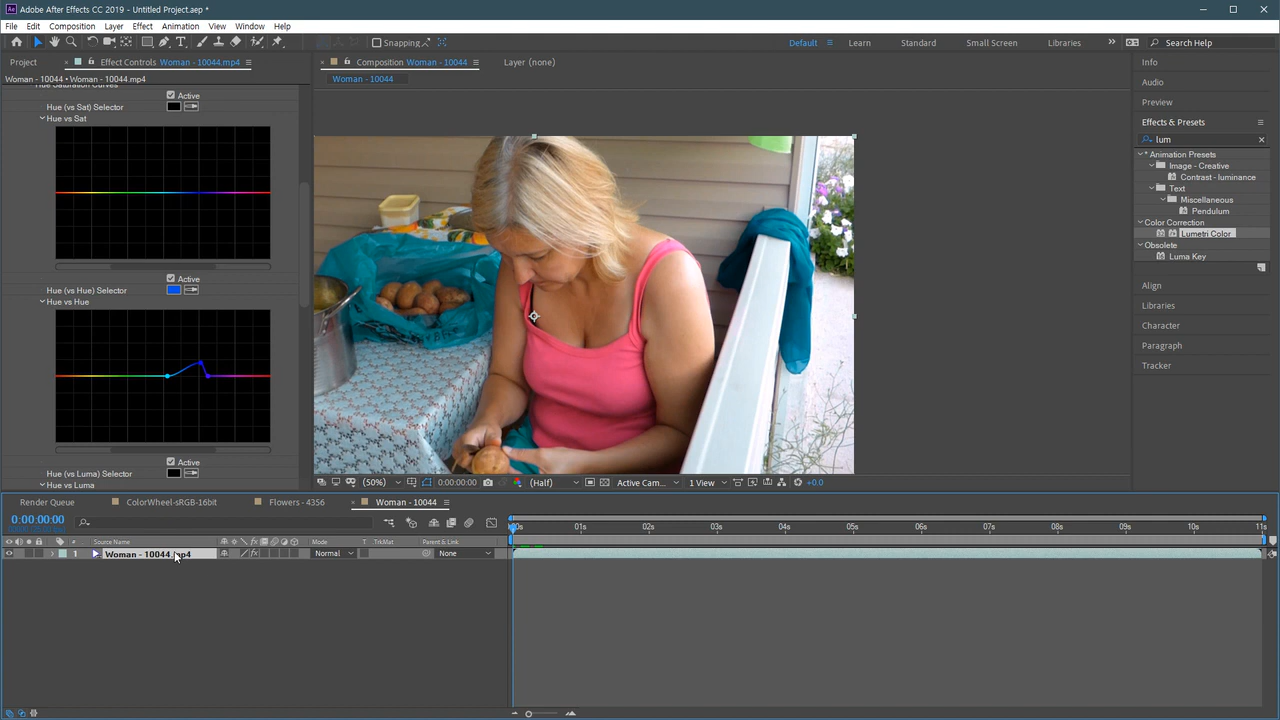 Adobe After Effects CC 2019 - Untitled Project.aep *
File Edit Composition Layer Effect Animation View Window Help
Snapping Default Learn Standard Small Screen Libraries Search Help
Project Effect Controls Woman - 10044.mp4 Composition Woman - 10044 Layer (none)
Woman - 10044 • Woman - 10044.mp4
Woman - 10044
Hue Saturation Curves
Active
Hue (vs Sat) Selector
Hue vs Sat
Active
Hue (vs Hue) Selector
Hue vs Hue
Active
Hue (vs Luma) Selector
Hue vs Luma
(50%) 0:00:00:00 (Half) Active Cam... 1 View +0.0
Info
Audio
Preview
Effects & Presets
lum
* Animation Presets
Image - Creative
Contrast - luminance
Text
Miscellaneous
Pendulum
Color Correction
Lumetri Color
Obsolete
Luma Key
Align
Libraries
Character
Paragraph
Tracker
Render Queue ColorWheel-sRGB-16bit Flowers - 4356 Woman - 10044
0:00:00:00
# Source Name Mode T TrkMat Parent & Link
1 Woman - 10044.mp4 Normal None
01s 02s 03s 04s 05s 06s 07s 08s 09s 10s 11s